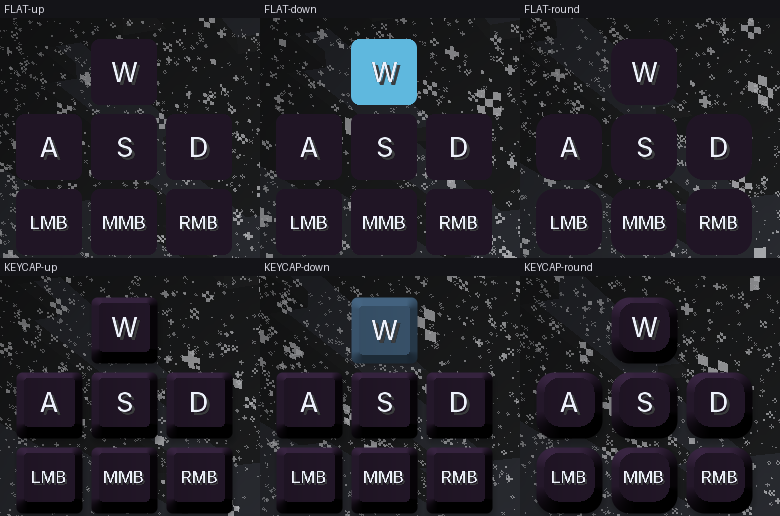 FLAT-up FLAT-down FLAT-round
W W W
A S D A S D A S D
LMB MMB RMB LMB MMB RMB LMB MMB RMB
KEYCAP-up KEYCAP-down KEYCAP-round
W W W
A S D A S D A S D
LMB MMB RMB LMB MMB RMB LMB MMB RMB